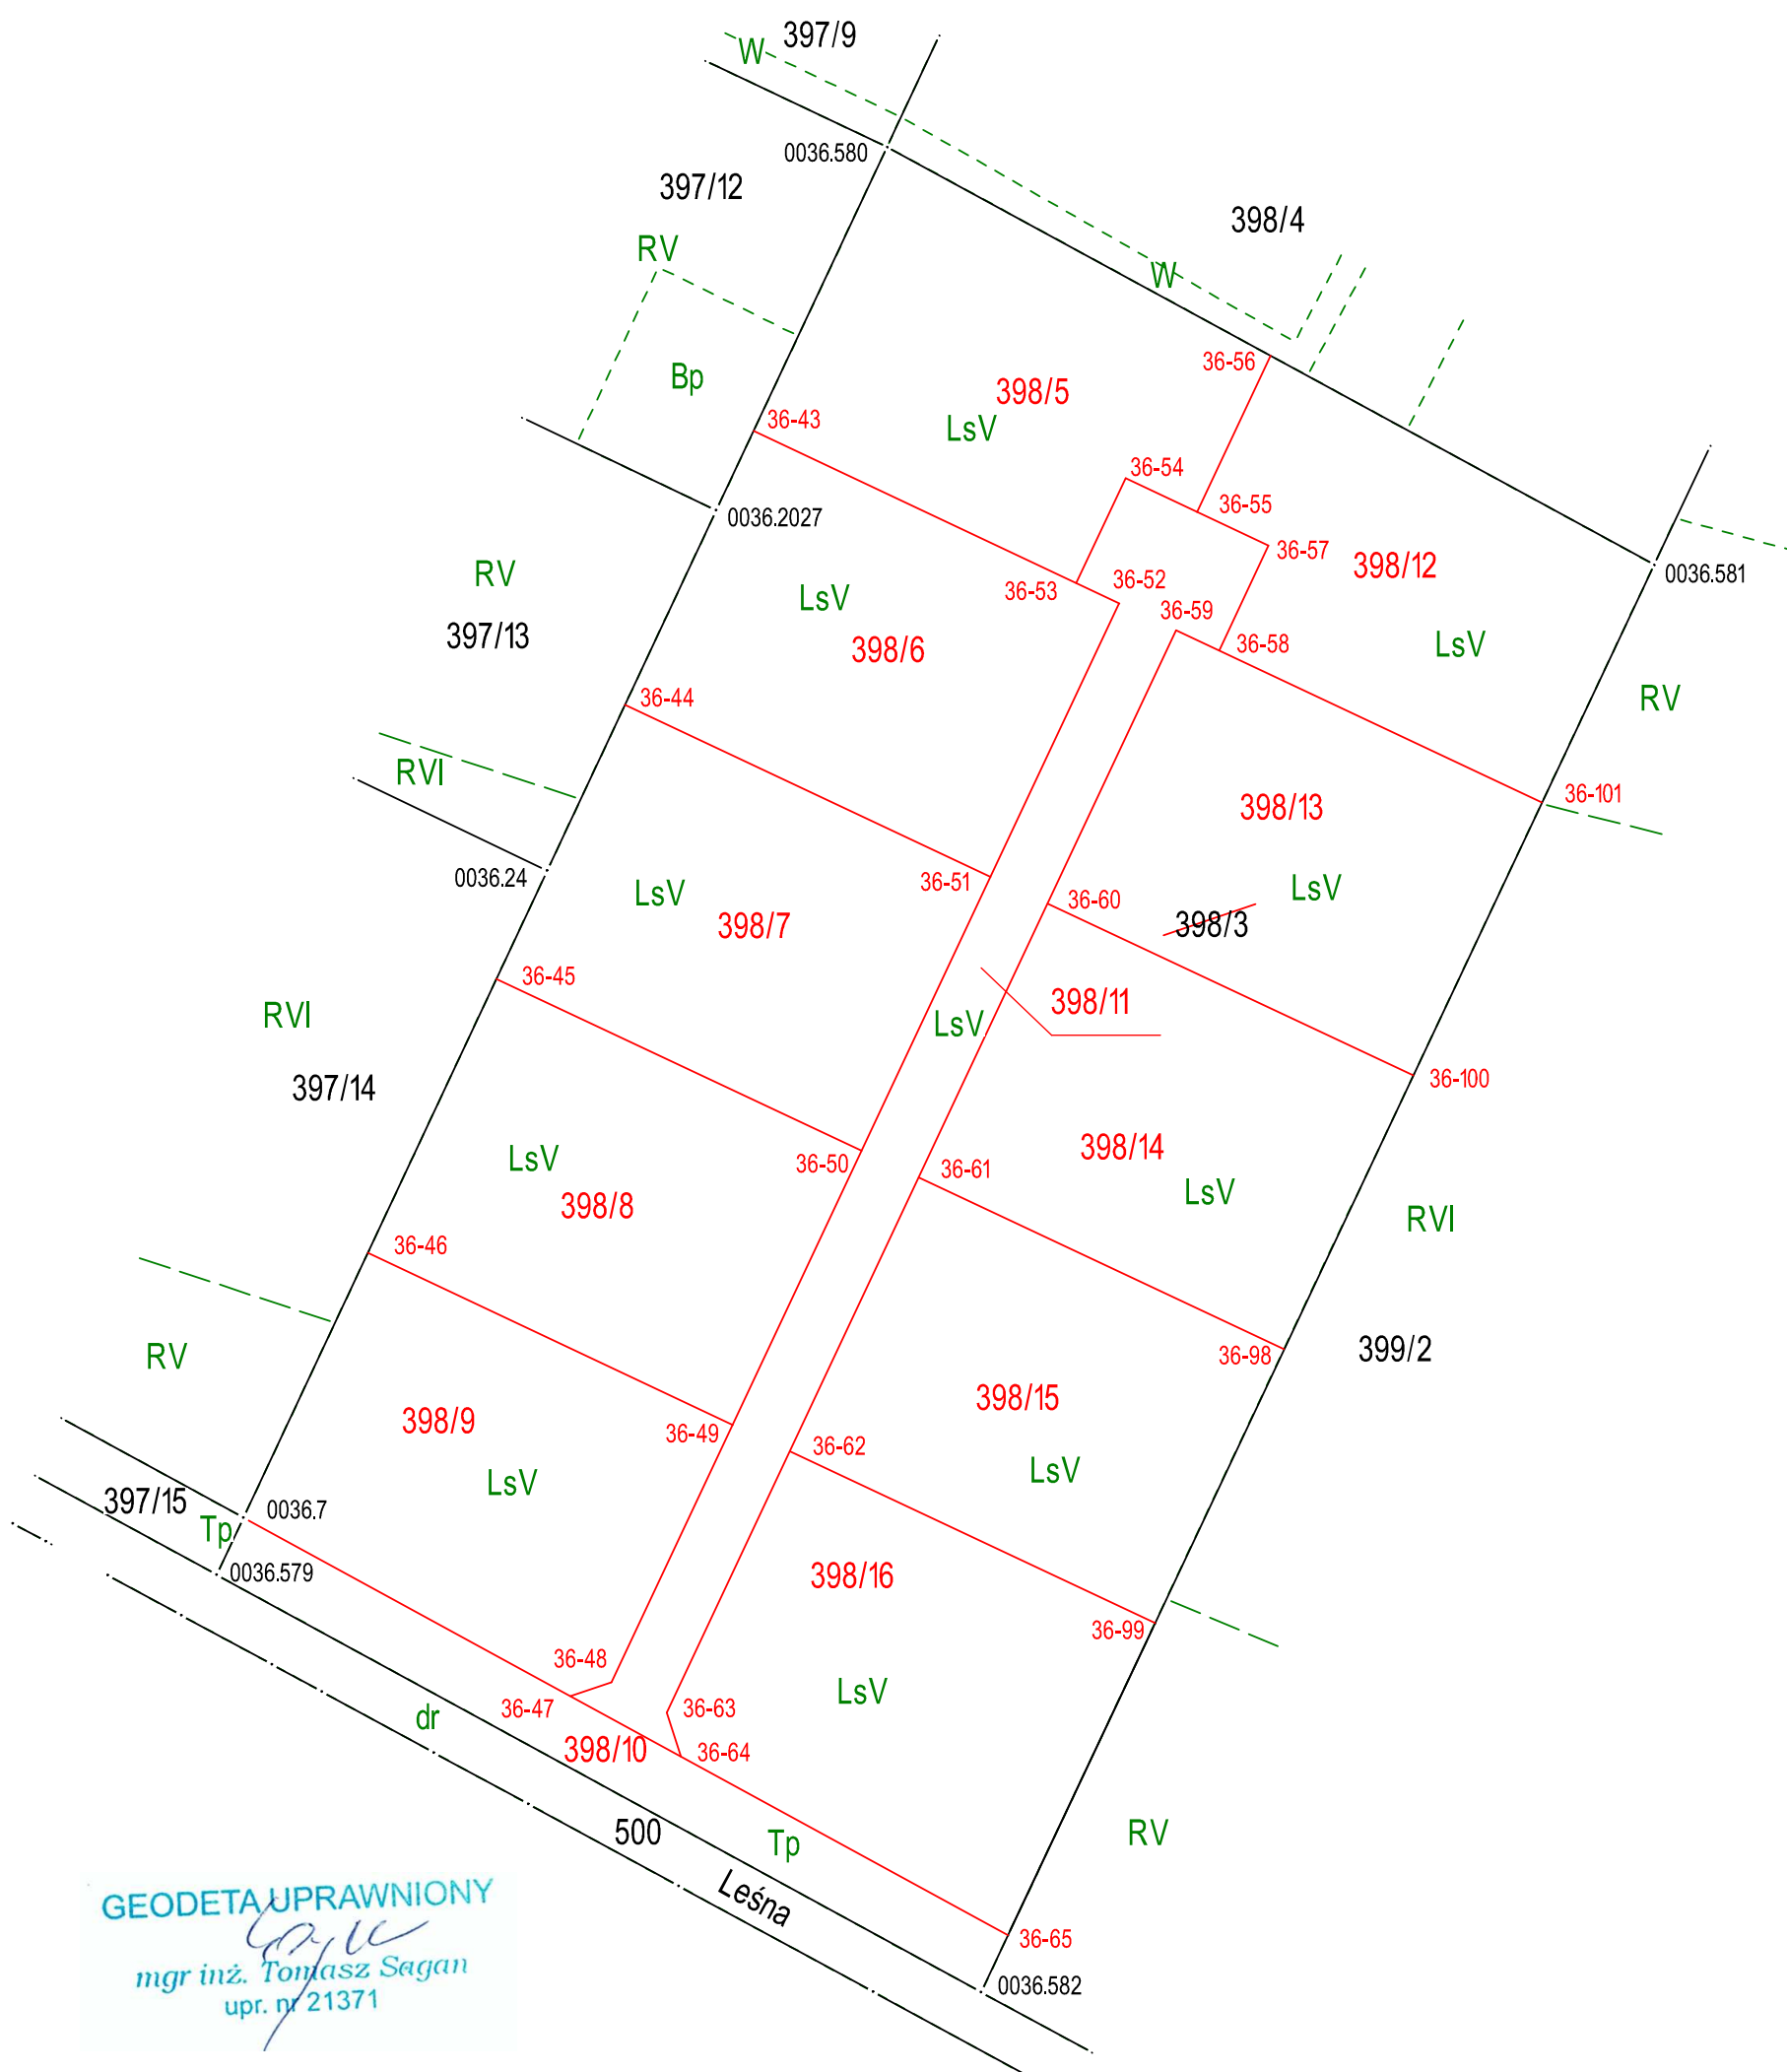 397/9
W
0036.580
397/12
398/4
RV
W
36-56
Bp
398/5
36-43
LsV
36-54
36-55
0036.2027
36-57
398/12
0036.581
RV
36-53
36-52
LsV
36-59
397/13
398/6
36-58
LsV
36-44
RV
RVI
36-101
398/13
0036.24
LsV
36-51
LsV
36-60
398/7
398/3
36-45
398/11
RVI
LsV
36-100
397/14
398/14
LsV
36-50
36-61
LsV
398/8
RVI
36-46
36-98
399/2
RV
398/15
398/9
36-49
36-62
LsV
LsV
397/15
0036.7
Tp
0036.579
398/16
36-99
36-48
LsV
36-47
36-63
dr
398/10
36-64
500
Tp
RV
Leśna
36-65
0036.582
GEODETA UPRAWNIONY
mgr inż. Tomasz Sagan
upr. nr 21371